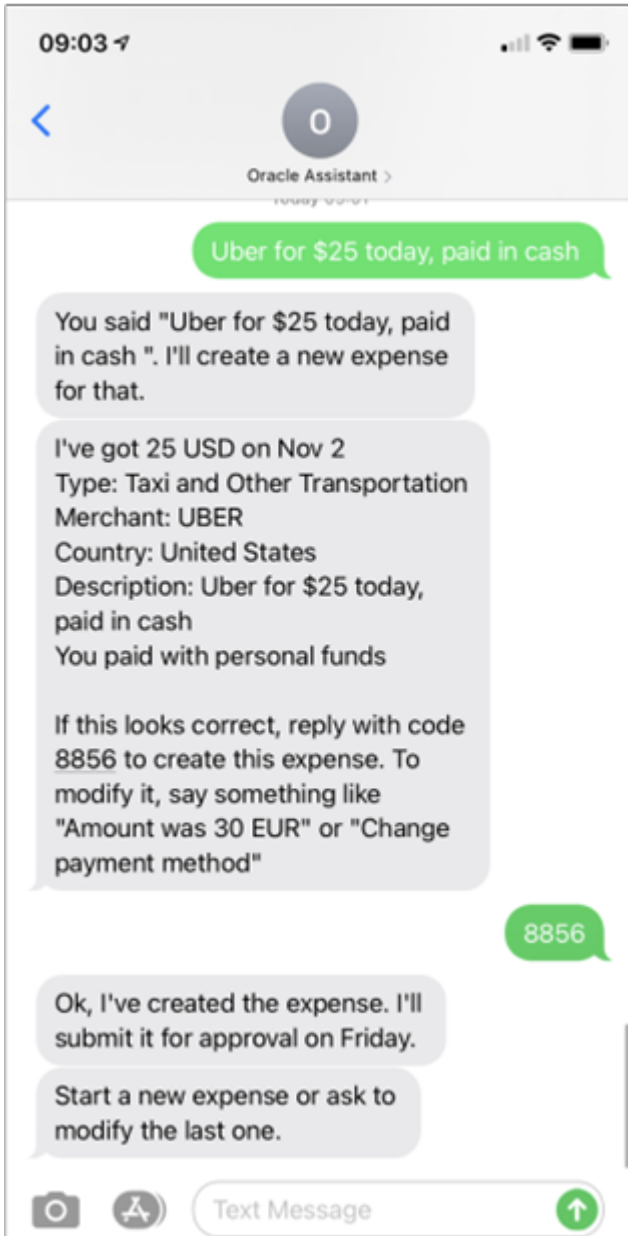 09:03
O
Oracle Assistant >
Today 09:01
Uber for $25 today, paid in cash
You said "Uber for $25 today, paid
in cash ". I'll create a new expense
for that.
I've got 25 USD on Nov 2
Type: Taxi and Other Transportation
Merchant: UBER
Country: United States
Description: Uber for $25 today,
paid in cash
You paid with personal funds
If this looks correct, reply with code
8856 to create this expense. To
modify it, say something like
"Amount was 30 EUR" or "Change
payment method"
8856
Ok, I've created the expense. I'll
submit it for approval on Friday.
Start a new expense or ask to
modify the last one.
Text Message